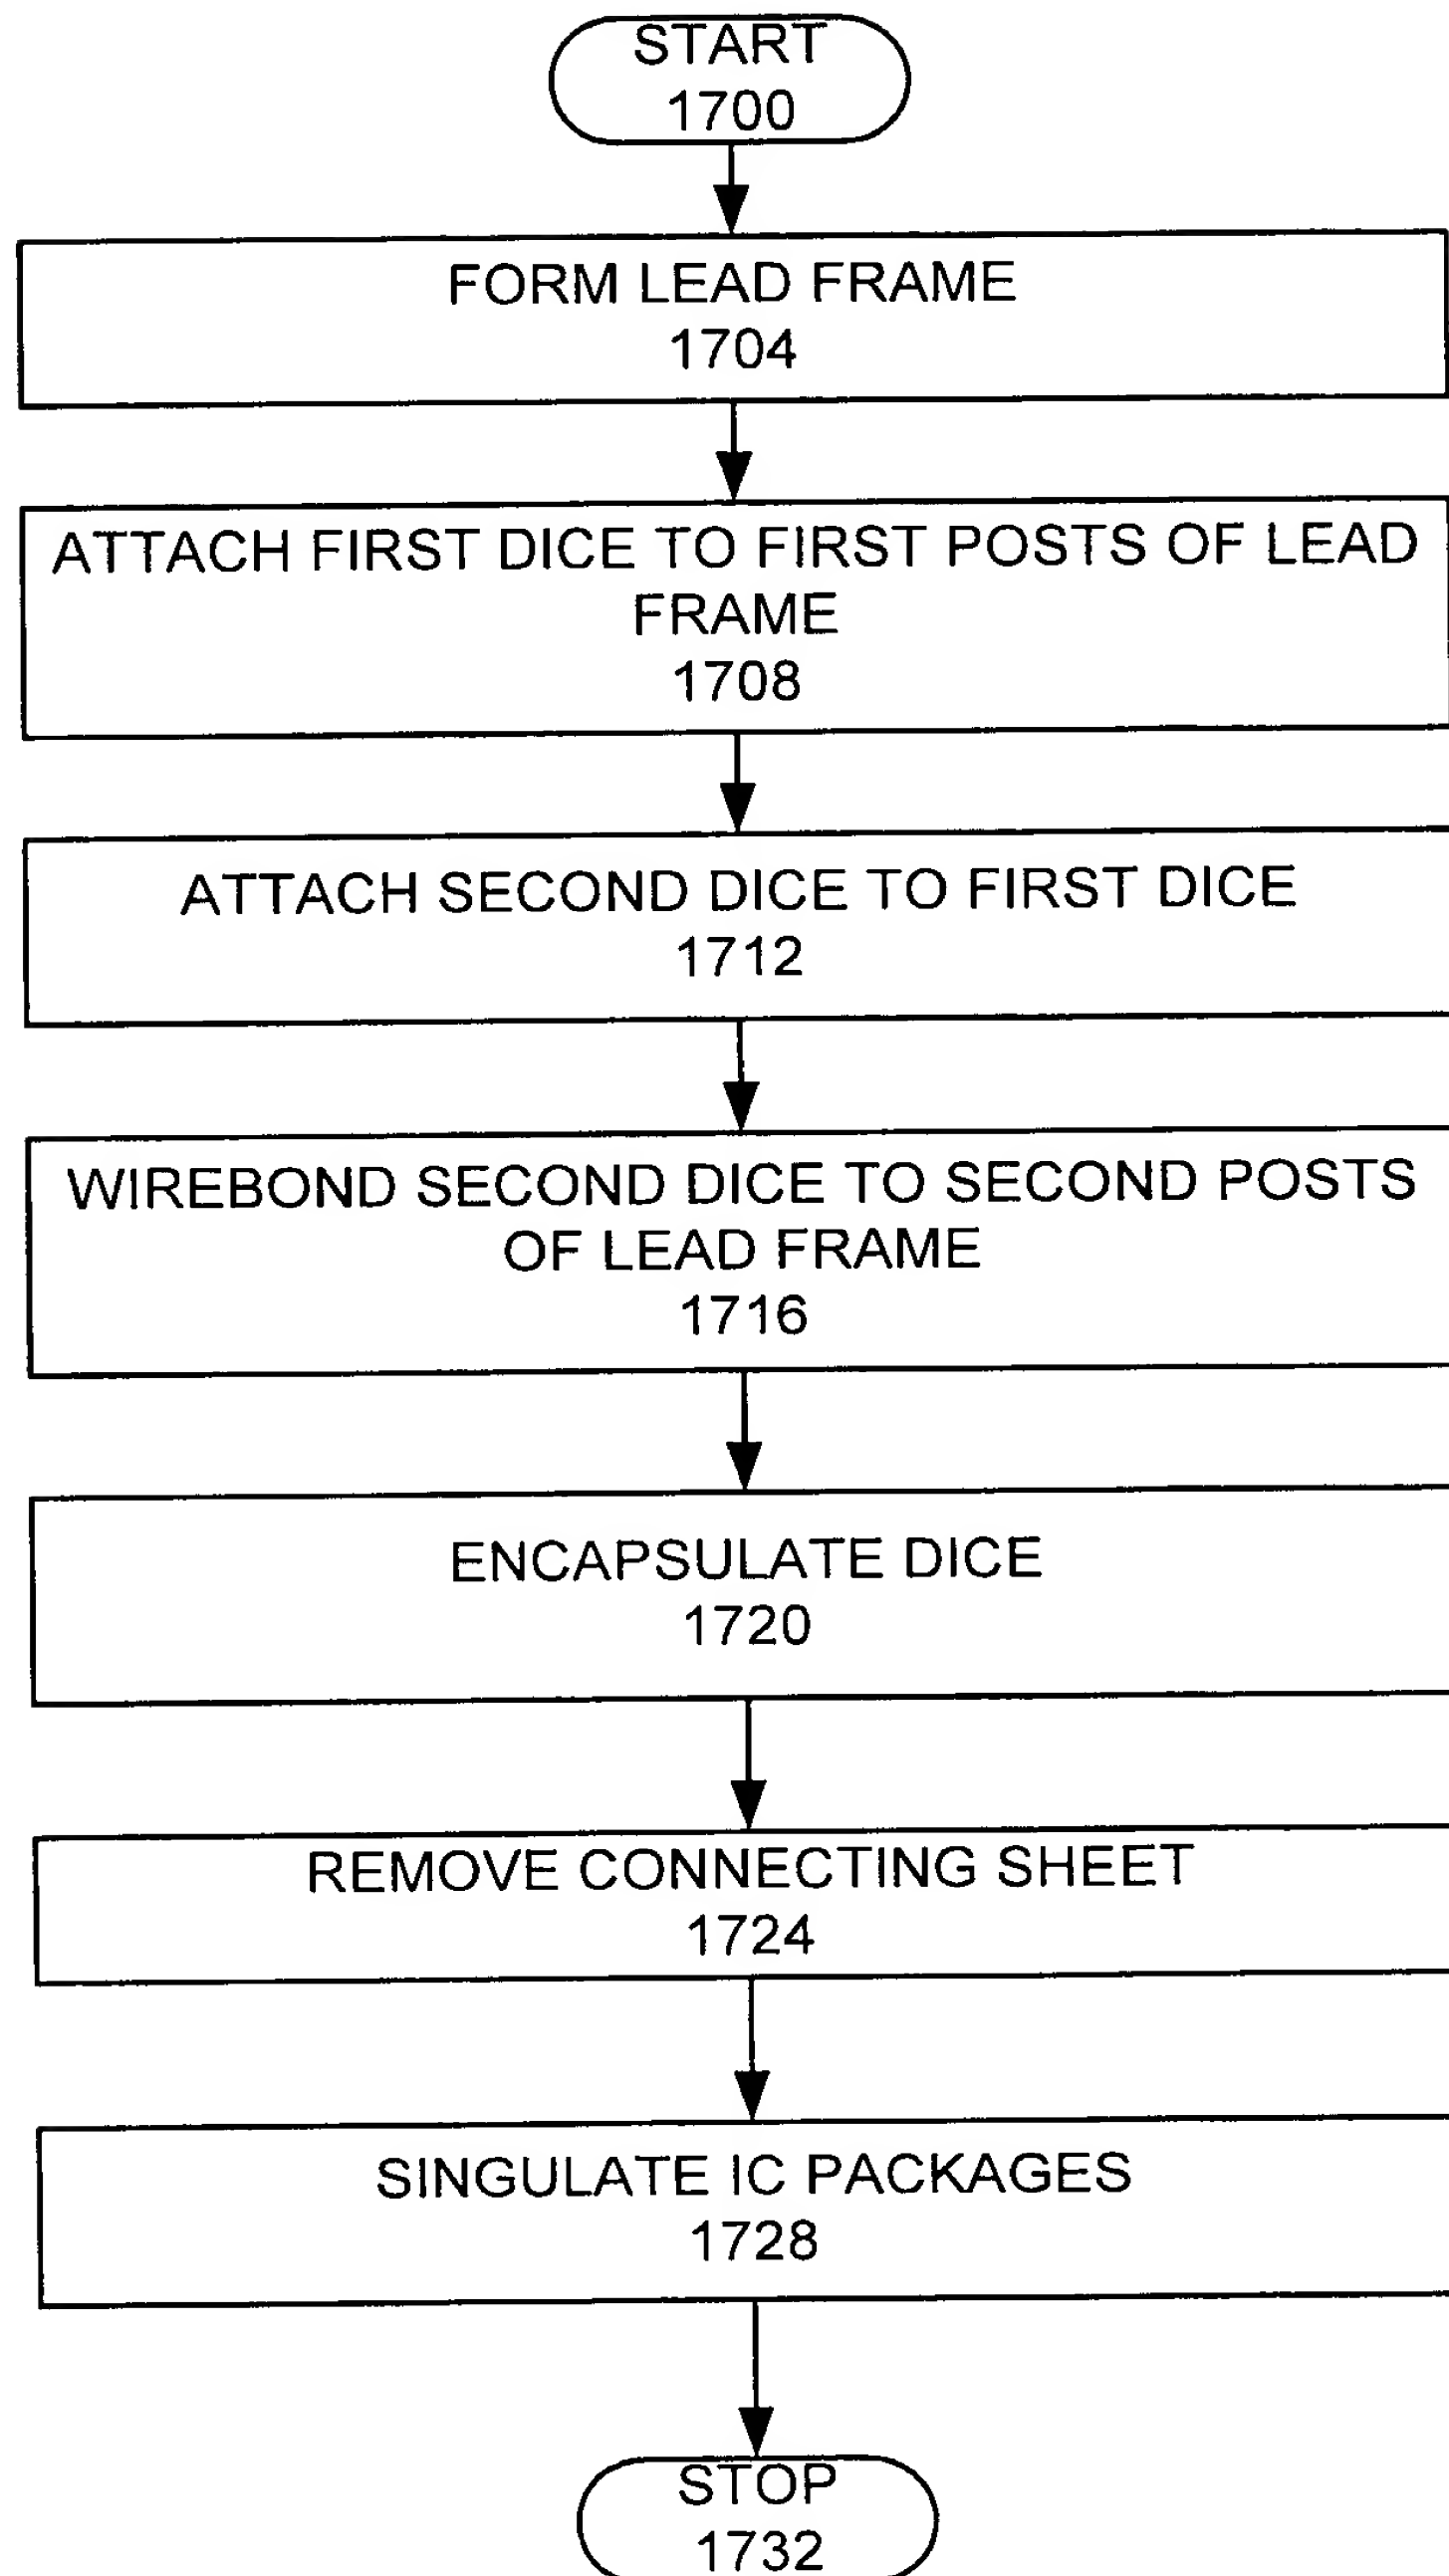 START
1700
FORM LEAD FRAME
1704
ATTACH FIRST DICE TO FIRST POSTS OF LEAD
FRAME
1708
ATTACH SECOND DICE TO FIRST DICE
1712
WIREBOND SECOND DICE TO SECOND POSTS
OF LEAD FRAME
1716
ENCAPSULATE DICE
1720
REMOVE CONNECTING SHEET
1724
SINGULATE IC PACKAGES
1728
STOP
1732